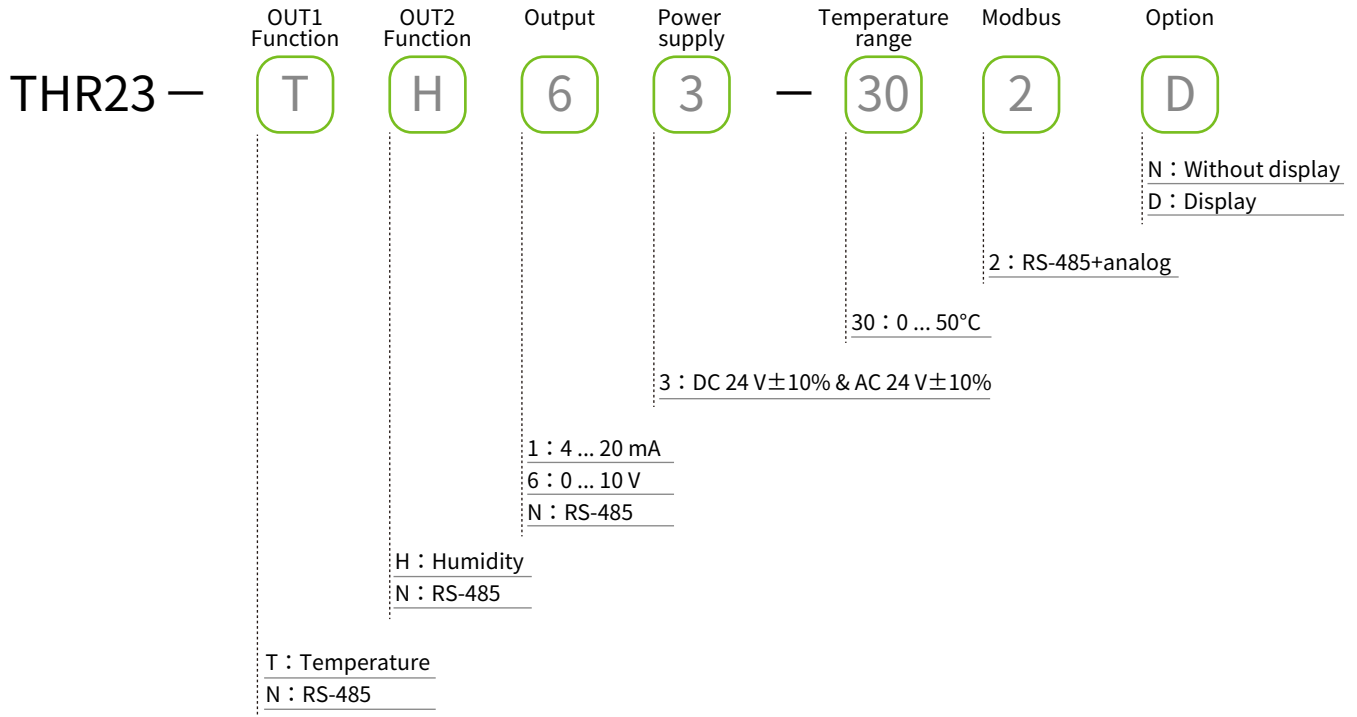 OUT1 Function
OUT2 Function
Output
Power supply
Temperature range
Modbus
Option
THR23 — T H 6 3 — 30 2 D
N：Without display
D：Display
2：RS-485+analog
30：0 ... 50°C
3：DC 24 V±10% & AC 24 V±10%
1：4 ... 20 mA
6：0 ... 10 V
N：RS-485
H：Humidity
N：RS-485
T：Temperature
N：RS-485